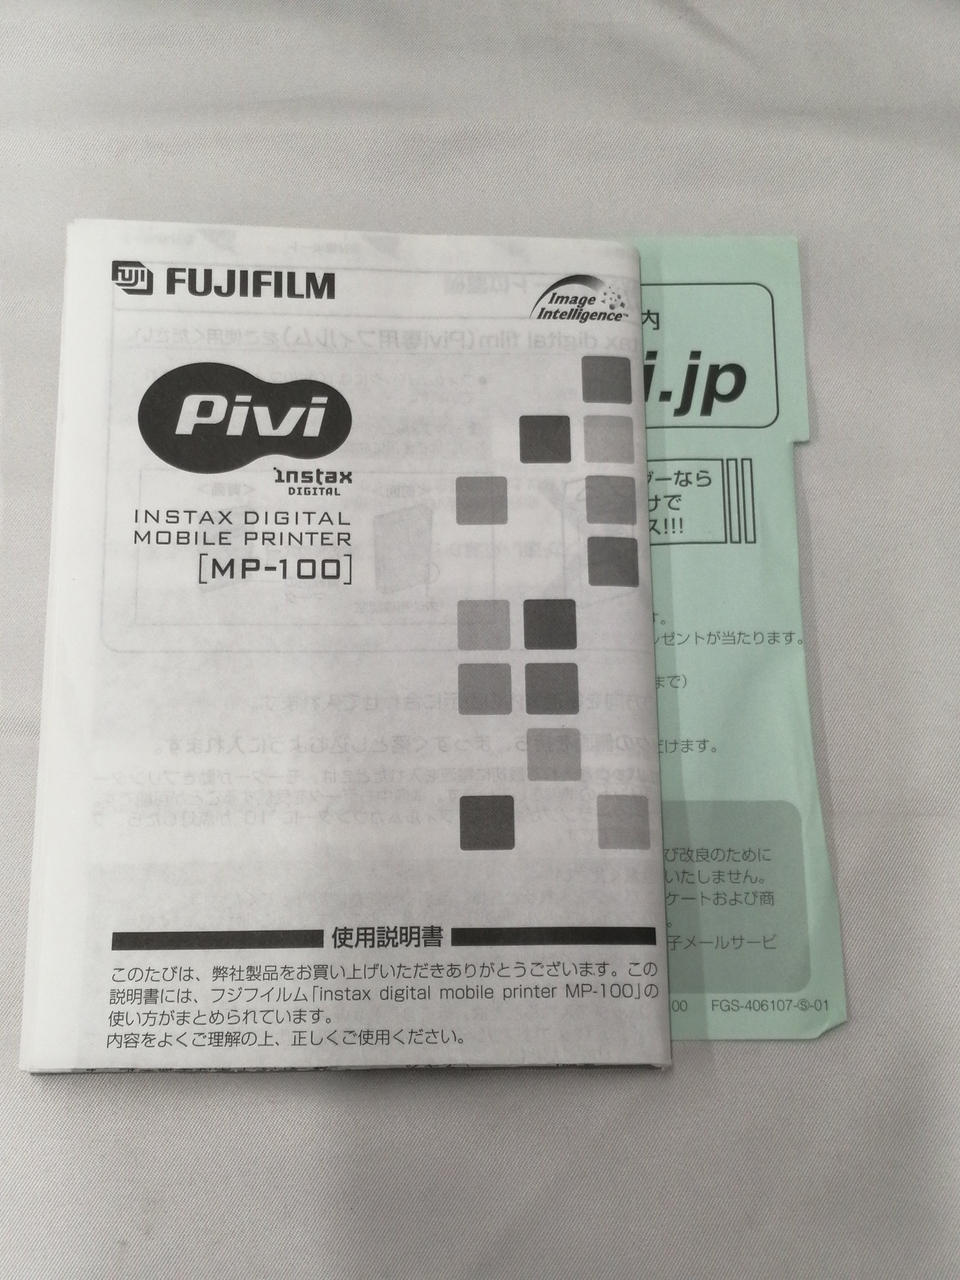 FUJI FUJIFILM
Image
Intelligence™
Pivi
instax
DIGITAL
INSTAX DIGITAL
MOBILE PRINTER
[MP-100]
使用説明書
このたびは、弊社製品をお買い上げいただきありがとうございます。この
説明書には、フジフイルム「instax digital mobile printer MP-100」の
使い方がまとめられています。
内容をよくご理解の上、正しくご使用ください。
内
i.jp
ダーなら
けで
ス!!!
す。
レゼントが当たります。
まで)
だけます。
び改良のために
いたしません。
ケートおよび商
。
子メールサービ
00 FGS-406107-Ⓢ-01